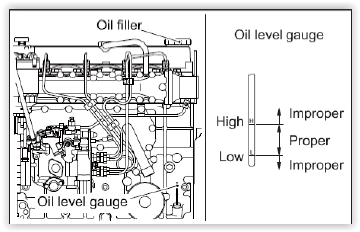 Oil filler
Oil level gauge
Oil level gauge
High
H
Improper
Proper
Low
L
Improper